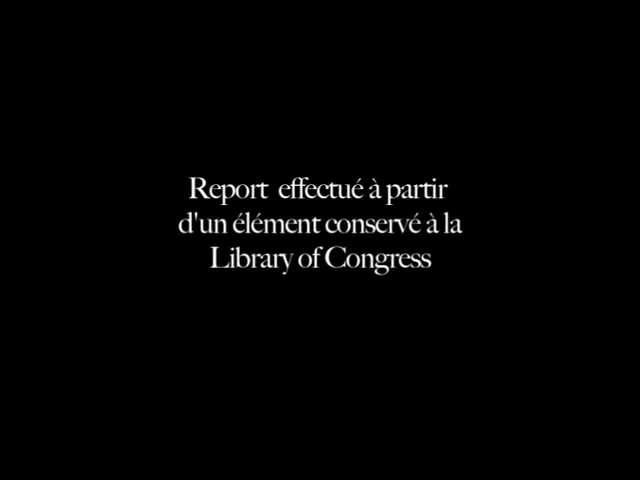 Report effectué à partir
d'un élément conservé à la
Library of Congress